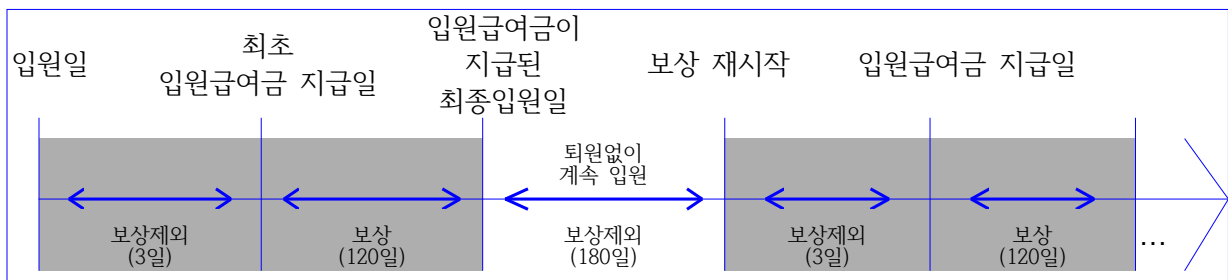 입원일
최초
입원급여금 지급일
입원급여금이
지급된
최종입원일
보상 재시작
입원급여금 지급일
퇴원없이
계속 입원
보상제외
(3일)
보상
(120일)
보상제외
(180일)
보상제외
(3일)
보상
(120일)
...